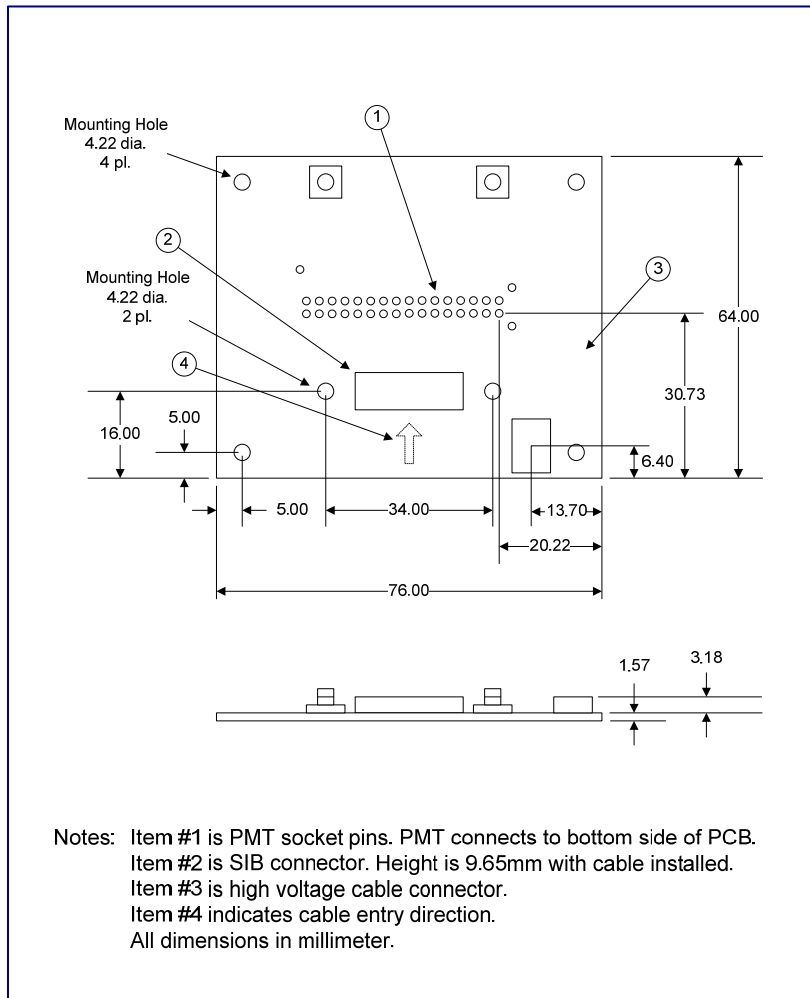 1
Mounting Hole
4.22 dia.
4 pl.
2
3
Mounting Hole
4.22 dia.
2 pl.
64.00
4
30.73
5.00
16.00
6.40
5.00
34.00
13.70
20.22
76.00
1.57
3.18
Notes: Item #1 is PMT socket pins. PMT connects to bottom side of PCB.
Item #2 is SIB connector. Height is 9.65mm with cable installed.
Item #3 is high voltage cable connector.
Item #4 indicates cable entry direction.
All dimensions in millimeter.